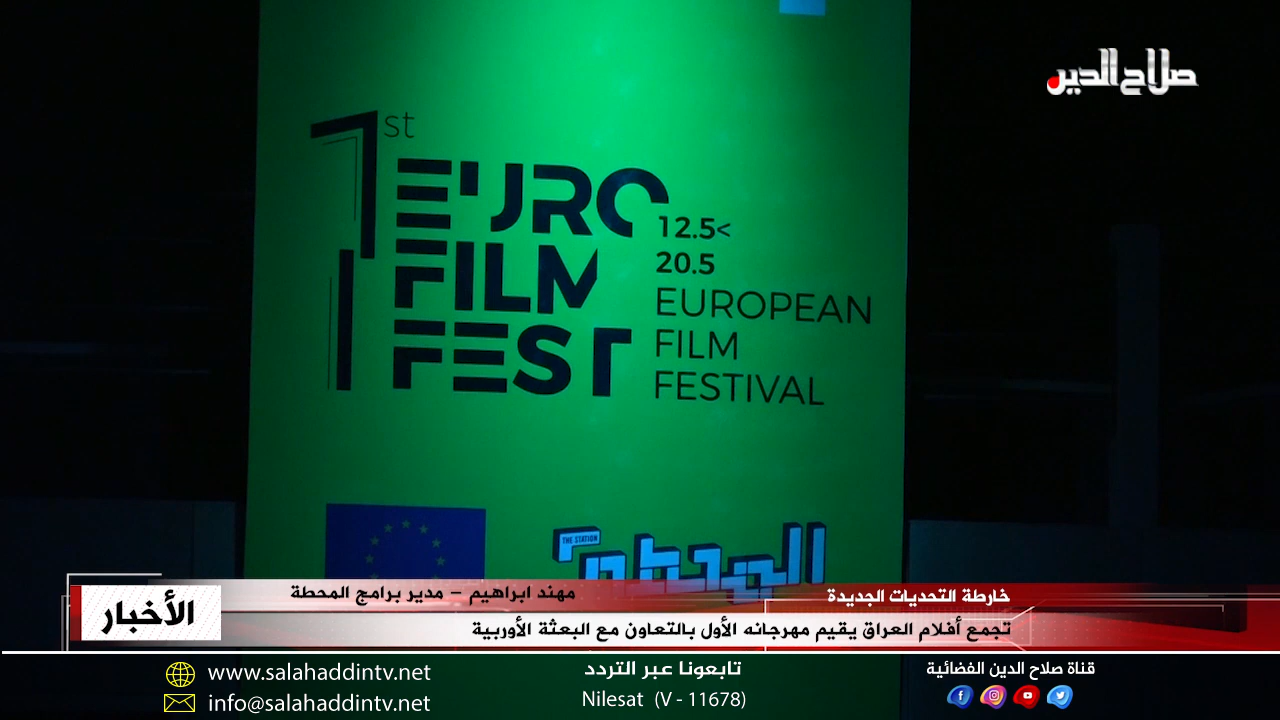 صلاح الدين
1st
EURO
FILM
FEST
12.5<
20.5
EUROPEAN
FILM
FESTIVAL
THE STATION
المحطة
خارطة التحديات الجديدة
مهند ابراهيم – مدير برامج المحطة
الأخبار
تجمع أفلام العراق يقيم مهرجانه الأول بالتعاون مع البعثة الأوربية
قناة صلاح الدين الفضائية
تابعونا عبر التردد
Nilesat (V - 11678)
www.salahaddintv.net
info@salahaddintv.net